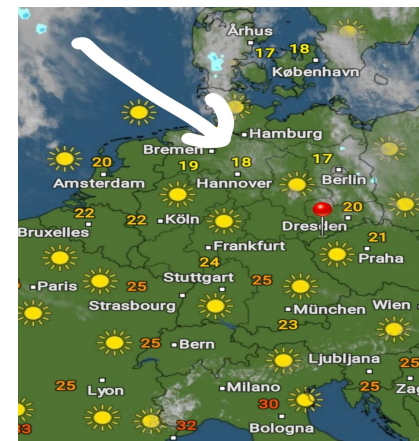 Århus
17 18
København
Hamburg
Bremen
20 19 18 17
Amsterdam Hannover Berlin
22 22 Köln Dresden 20
Bruxelles 21
Frankfurt Praha
24
Stuttgart
Paris 25 25
Strasbourg München Wien
23
25 Bern
Ljubljana
25 Lyon Milano 25
30
32 Bologna